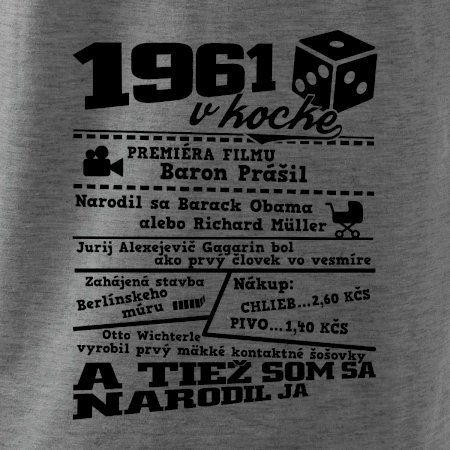 1961
v kocke
PREMIÉRA FILMU
Baron Prášil
Narodil sa Barack Obama
alebo Richard Müller
Jurij Alexejevič Gagarin bol
ako prvý človek vo vesmíre
Zahájená stavba
Berlínskeho
múru
Nákup:
CHLIEB...2,60 KČS
PIVO...1,40 KČS
Otto Wichterle
vyrobil prvý mäkké kontaktné šošovky
A TIEŽ SOM SA
NARODIL JA